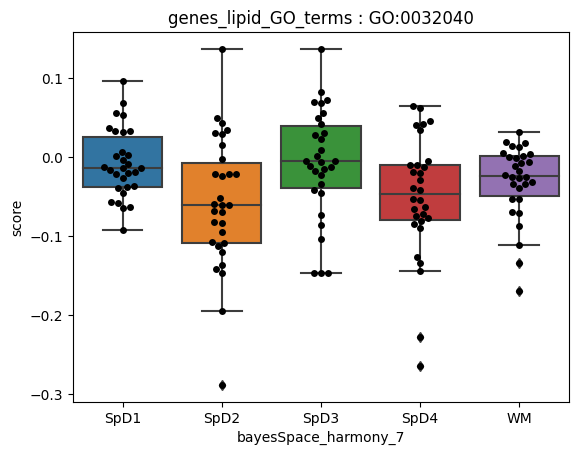 genes_lipid_GO_terms : GO:0032040
score
0.1
0.0
−0.1
−0.2
−0.3
SpD1 SpD2 SpD3 SpD4 WM
bayesSpace_harmony_7